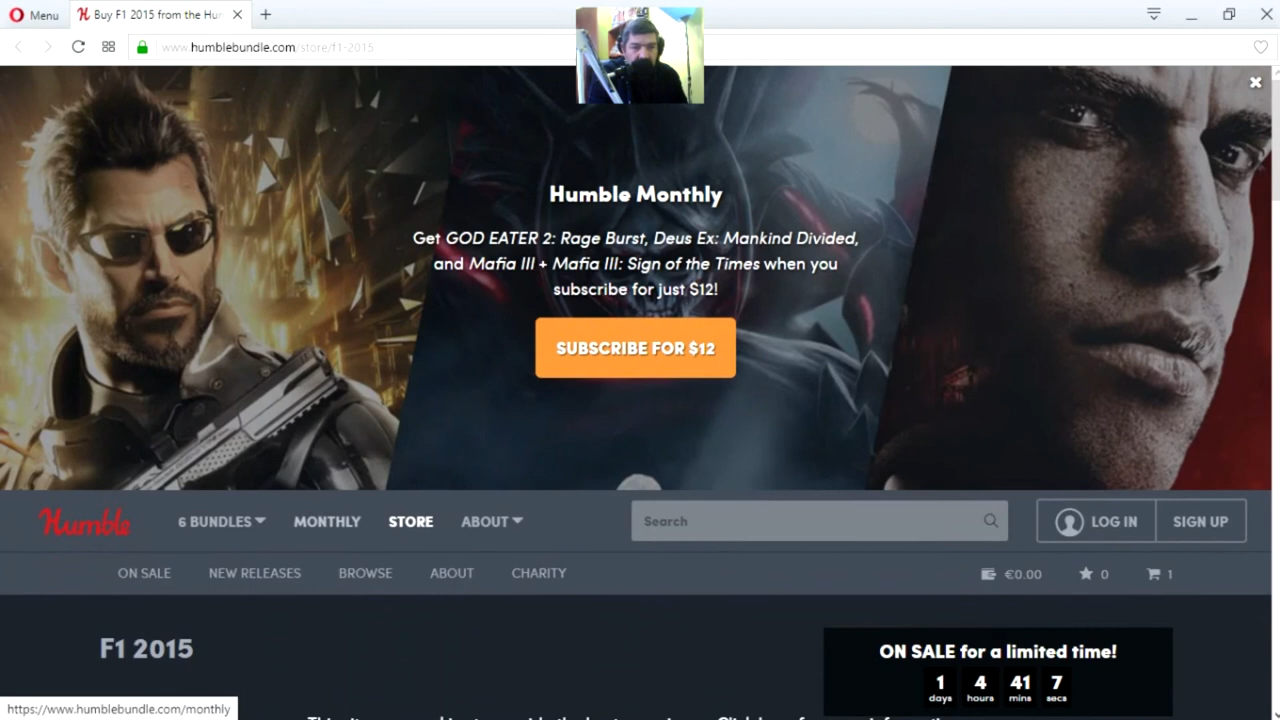 Menu
Buy F1 2015 from the Hu
www.humblebundle.com/store/f1-2015
Humble Monthly
Get GOD EATER 2: Rage Burst, Deus Ex: Mankind Divided,
and Mafia III + Mafia III: Sign of the Times when you
subscribe for just $12!
SUBSCRIBE FOR $12
Humble
6 BUNDLES
MONTHLY
STORE
ABOUT
Search
LOG IN
SIGN UP
ON SALE
NEW RELEASES
BROWSE
ABOUT
CHARITY
€0.00
0
1
F1 2015
ON SALE for a limited time!
1 4 41 7
days hours mins secs
https://www.humblebundle.com/monthly